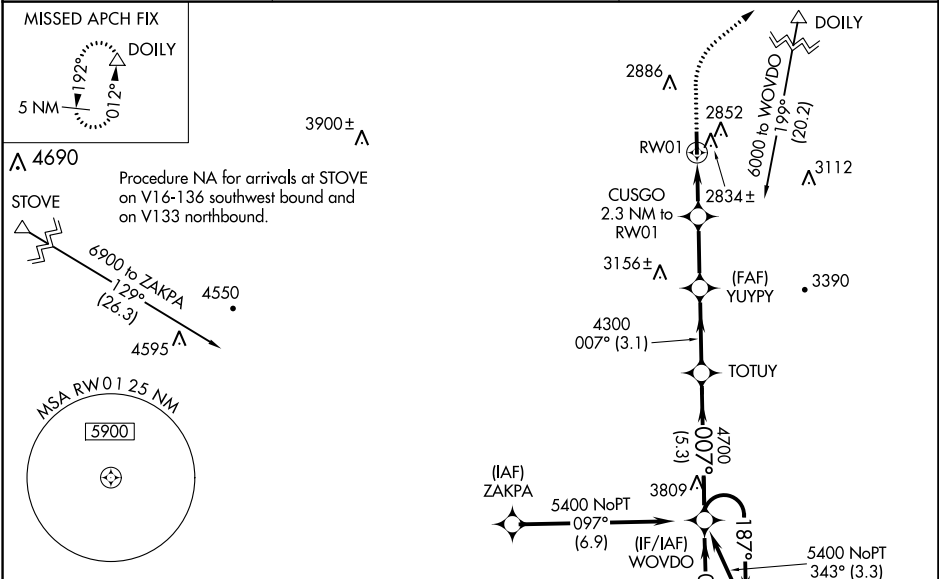 MISSED APCH FIX
DOILY
192°
012°
5 NM
4690
3900±
Procedure NA for arrivals at STOVE
on V16-136 southwest bound and
on V133 northbound.
STOVE
6900 to ZAKPA
129°
(26.3)
4550
4595
MSA RW01 25 NM
5900
DOILY
6000 to WOVDO
199°
(20.2)
2886
2852
RW01
2834±
3112
CUSGO
2.3 NM to
RW01
3156±
(FAF)
YUYPY
3390
4300
007° (3.1)
TOTUY
4700
007°
(5.3)
3809
(IAF)
ZAKPA
5400 NoPT
097°
(6.9)
(IF/IAF)
WOVDO
187°
5400 NoPT
343° (3.3)